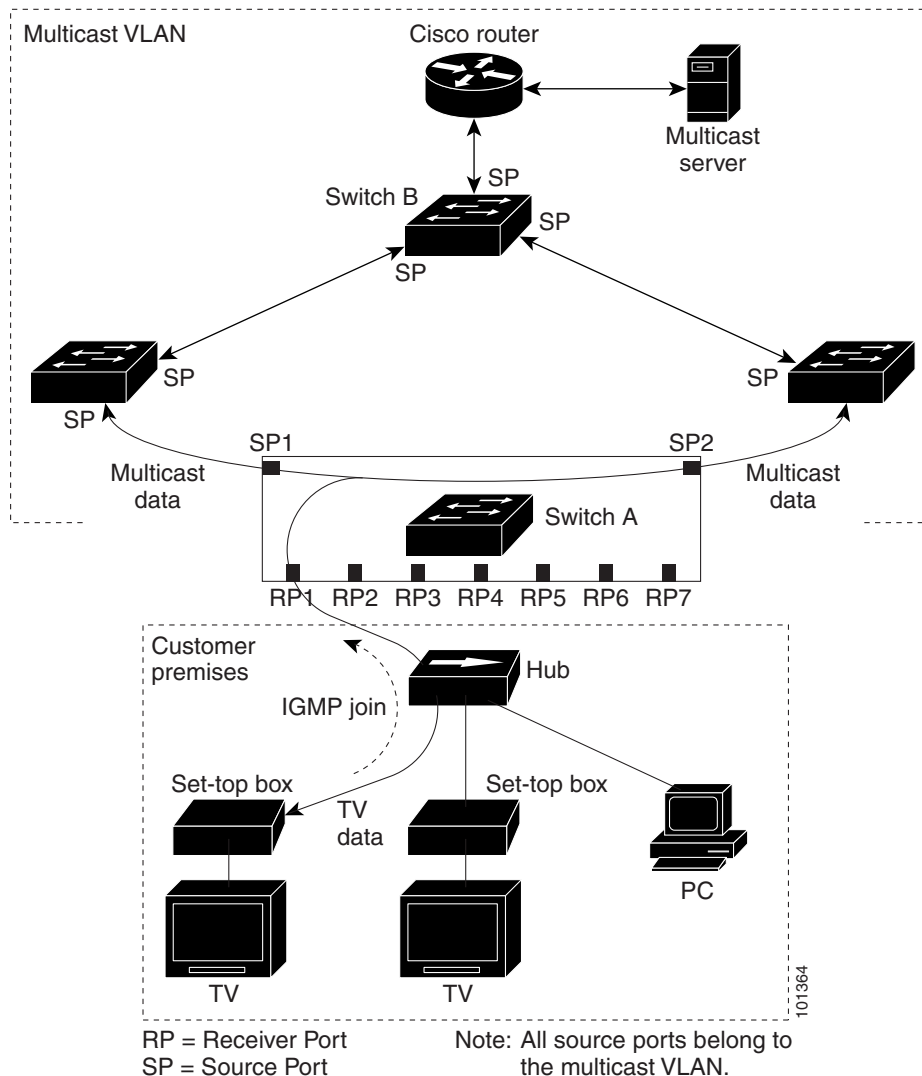 Multicast VLAN
Cisco router
Multicast
server
SP
Switch B
SP
SP
SP
SP
SP
SP1
SP2
Multicast
data
Multicast
data
Switch A
RP1 RP2 RP3 RP4 RP5 RP6 RP7
Customer
premises
Hub
IGMP join
Set-top box
Set-top box
TV
data
PC
TV
TV
101364
RP = Receiver Port
SP = Source Port
Note: All source ports belong to
the multicast VLAN.